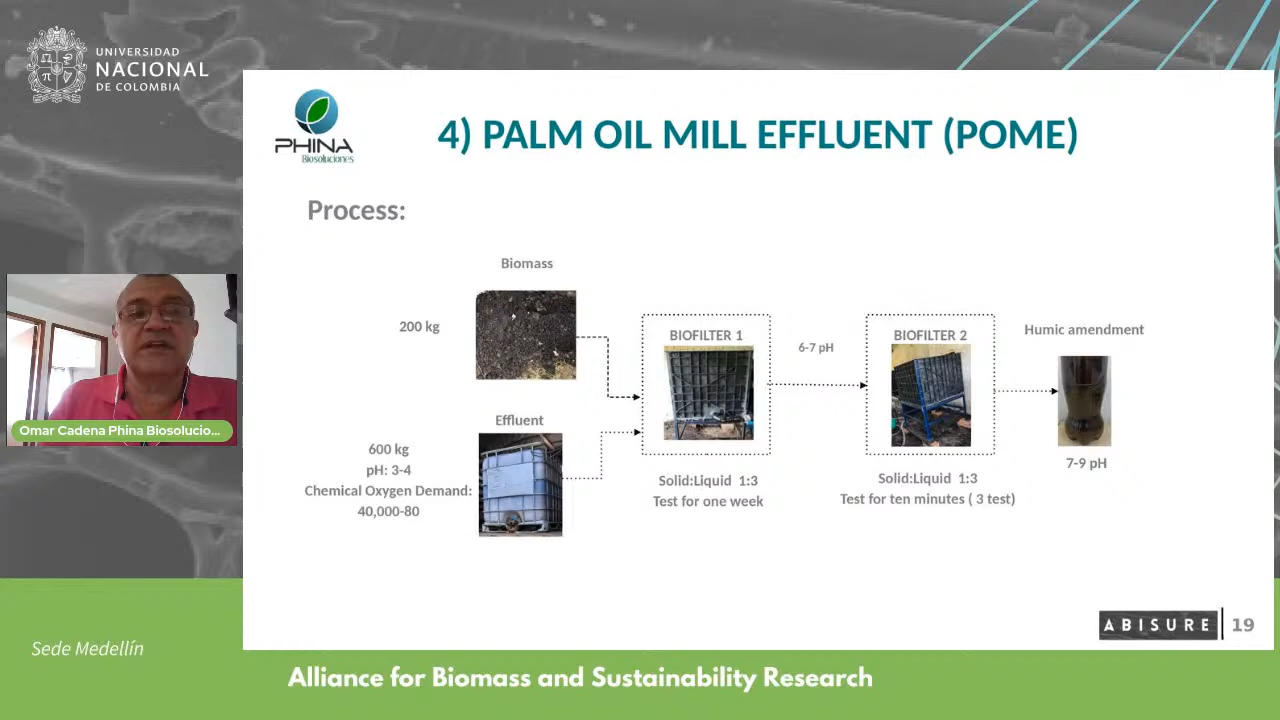 UNIVERSIDAD
NACIONAL
DE COLOMBIA
PHINA
Biosoluciones
4) PALM OIL MILL EFFLUENT (POME)
Process:
Biomass
200 kg
BIOFILTER 1
6-7 pH
BIOFILTER 2
Humic amendment
Effluent
600 kg
pH: 3-4
Chemical Oxygen Demand:
40,000-80
Solid:Liquid 1:3
Test for one week
Solid:Liquid 1:3
Test for ten minutes ( 3 test)
7-9 pH
Omar Cadena Phina Biosolucio...
ABISURE
19
Sede Medellín
Alliance for Biomass and Sustainability Research